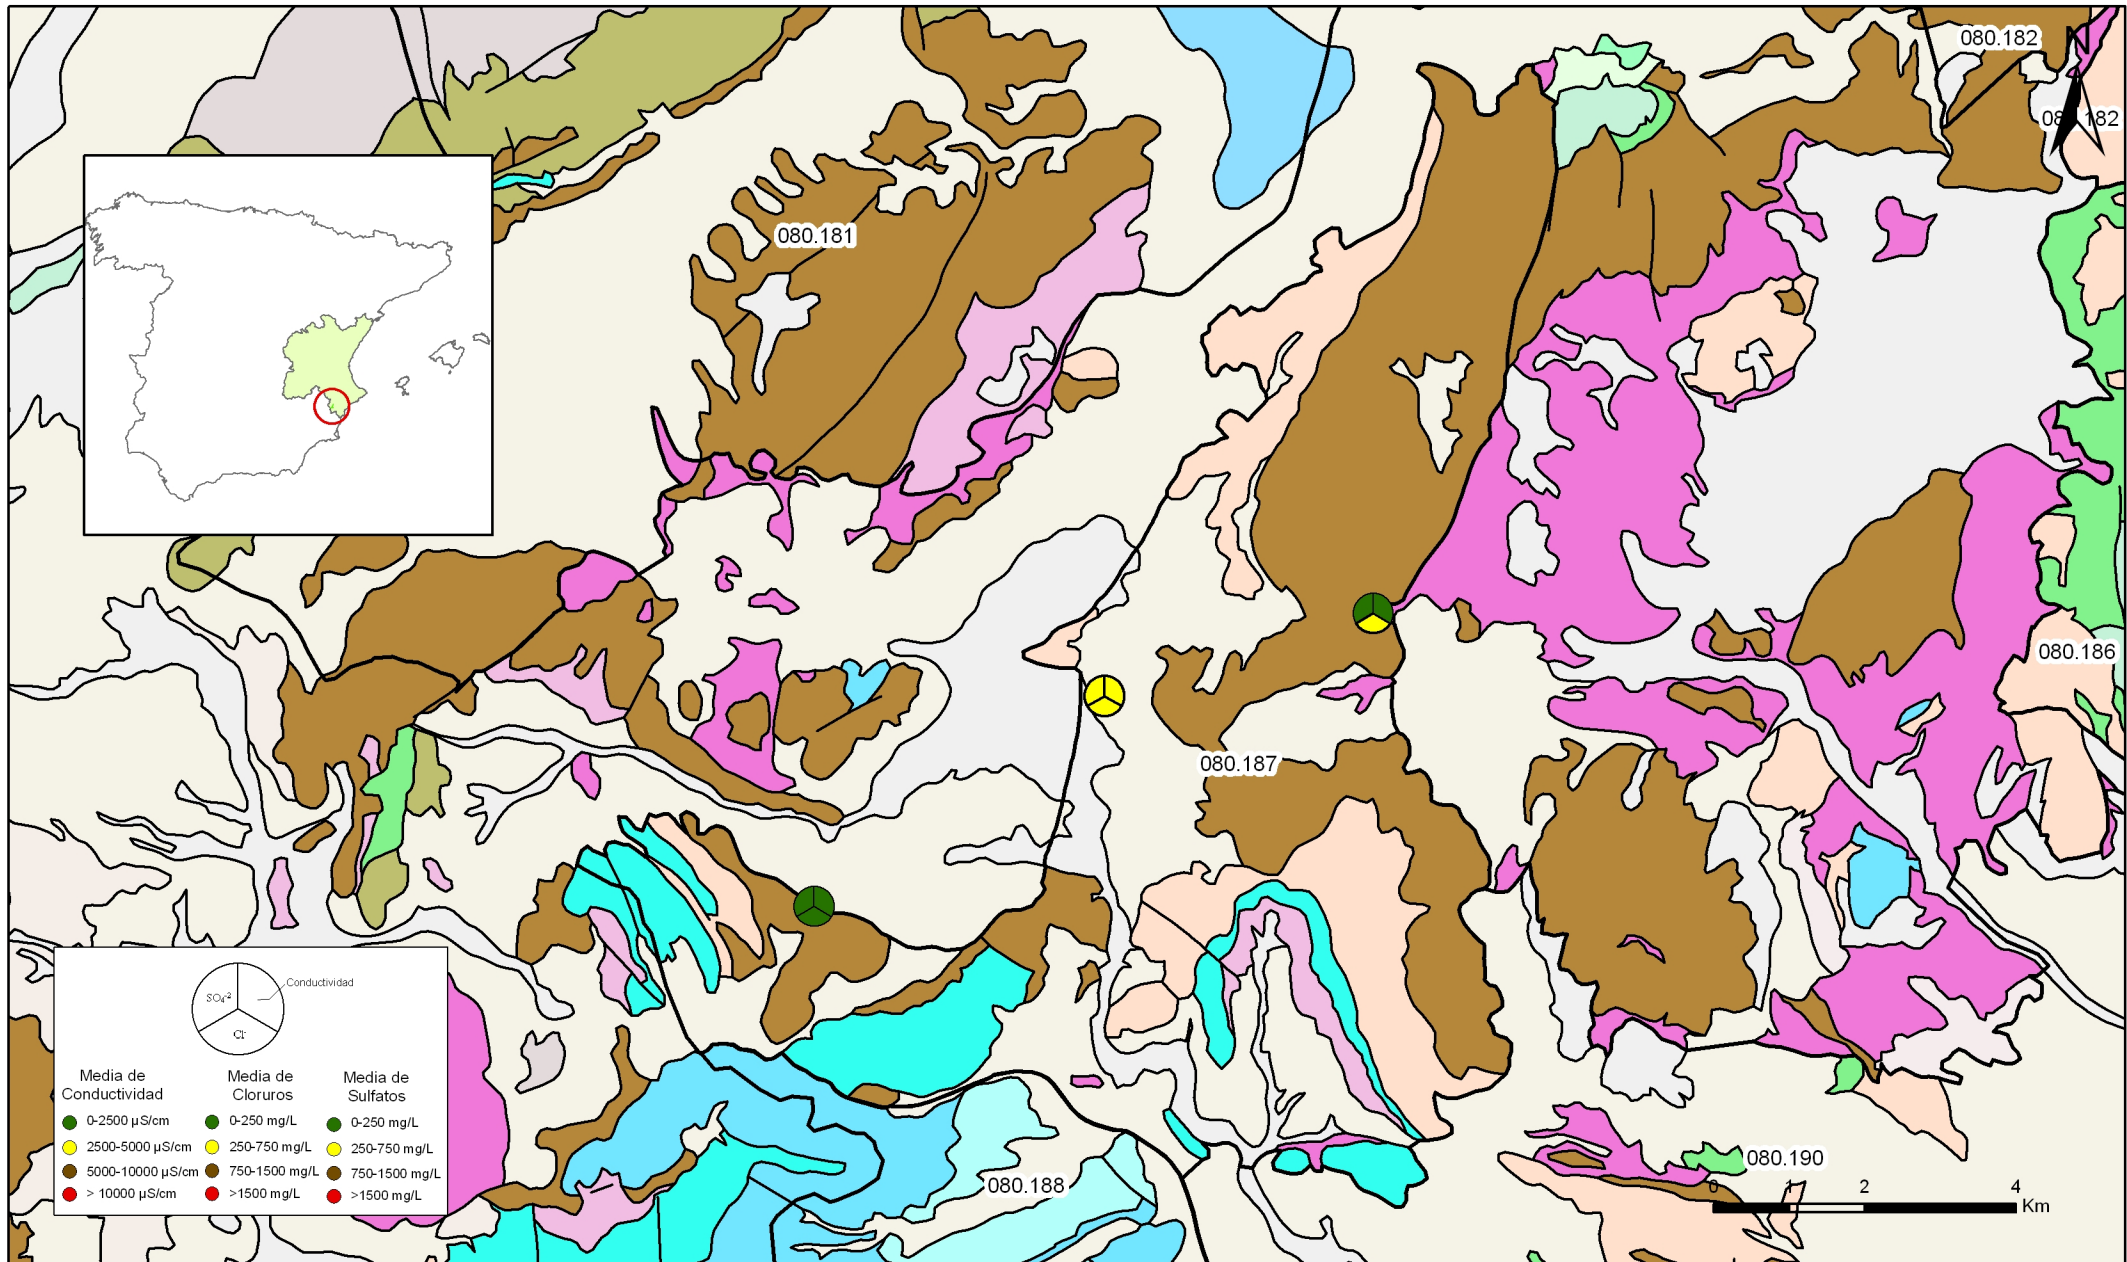 080.182
N
080.182
080.181
080.186
080.187
SO₄⁻²
Conductividad
Cl⁻
Media de
Conductividad
Media de
Cloruros
Media de
Sulfatos
0-2500 µS/cm
0-250 mg/L
0-250 mg/L
2500-5000 µS/cm
250-750 mg/L
250-750 mg/L
5000-10000 µS/cm
750-1500 mg/L
750-1500 mg/L
> 10000 µS/cm
>1500 mg/L
>1500 mg/L
080.190
080.188
0 1 2 4
Km